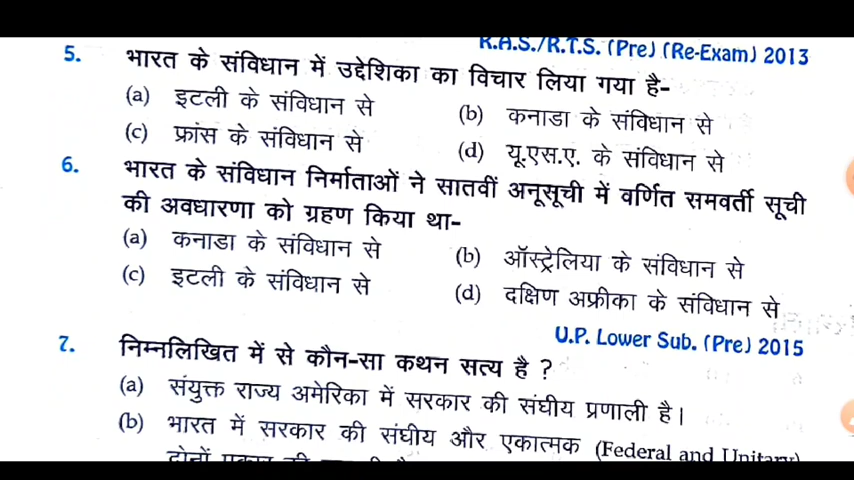 R.A.S./R.T.S. (Pre) (Re-Exam) 2013
5. भारत के संविधान में उद्देशिका का विचार लिया गया है-
(a) इटली के संविधान से (b) कनाडा के संविधान से
(c) फ्रांस के संविधान से (d) यू.एस.ए. के संविधान से
6. भारत के संविधान निर्माताओं ने सातवीं अनूसूची में वर्णित समवर्ती सूची
की अवधारणा को ग्रहण किया था-
(a) कनाडा के संविधान से (b) ऑस्ट्रेलिया के संविधान से
(c) इटली के संविधान से (d) दक्षिण अफ्रीका के संविधान से
U.P. Lower Sub. (Pre) 2015
7. निम्नलिखित में से कौन-सा कथन सत्य है ?
(a) संयुक्त राज्य अमेरिका में सरकार की संघीय प्रणाली है।
(b) भारत में सरकार की संघीय और एकात्मक (Federal and Unitary)
दोनों